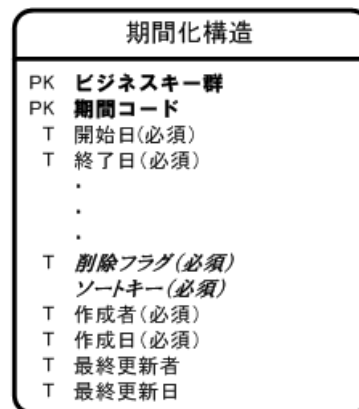 期間化構造
PK ビジネスキー群
PK 期間コード
T 開始日(必須)
T 終了日(必須)
・
・
・
T 削除フラグ(必須)
ソートキー(必須)
T 作成者(必須)
T 作成日(必須)
T 最終更新者
T 最終更新日